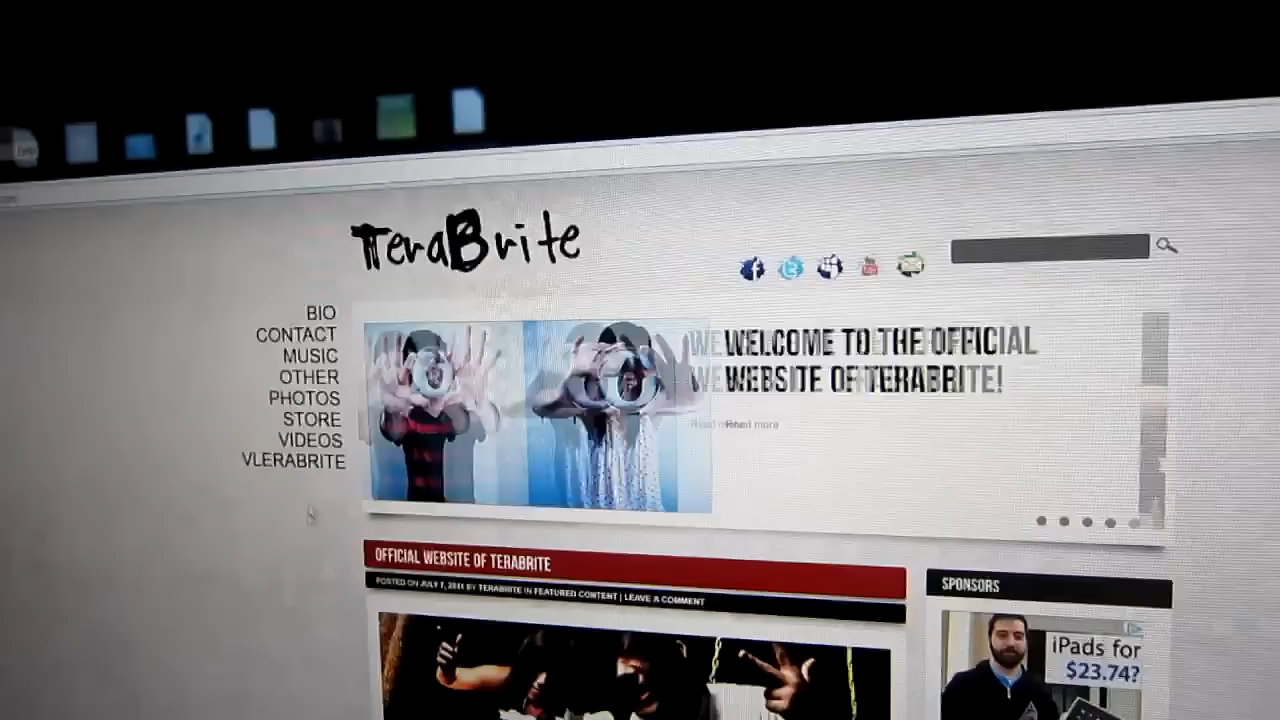 TeraBrite
BIO
CONTACT
MUSIC
OTHER
PHOTOS
STORE
VIDEOS
VLERABRITE
WELCOME TO THE OFFICIAL
WEBSITE OF TERABRITE!
Read more
OFFICIAL WEBSITE OF TERABRITE
POSTED ON JULY 7, 2011 BY TERABRITE IN FEATURED CONTENT | LEAVE A COMMENT
SPONSORS
iPads for
$23.74?